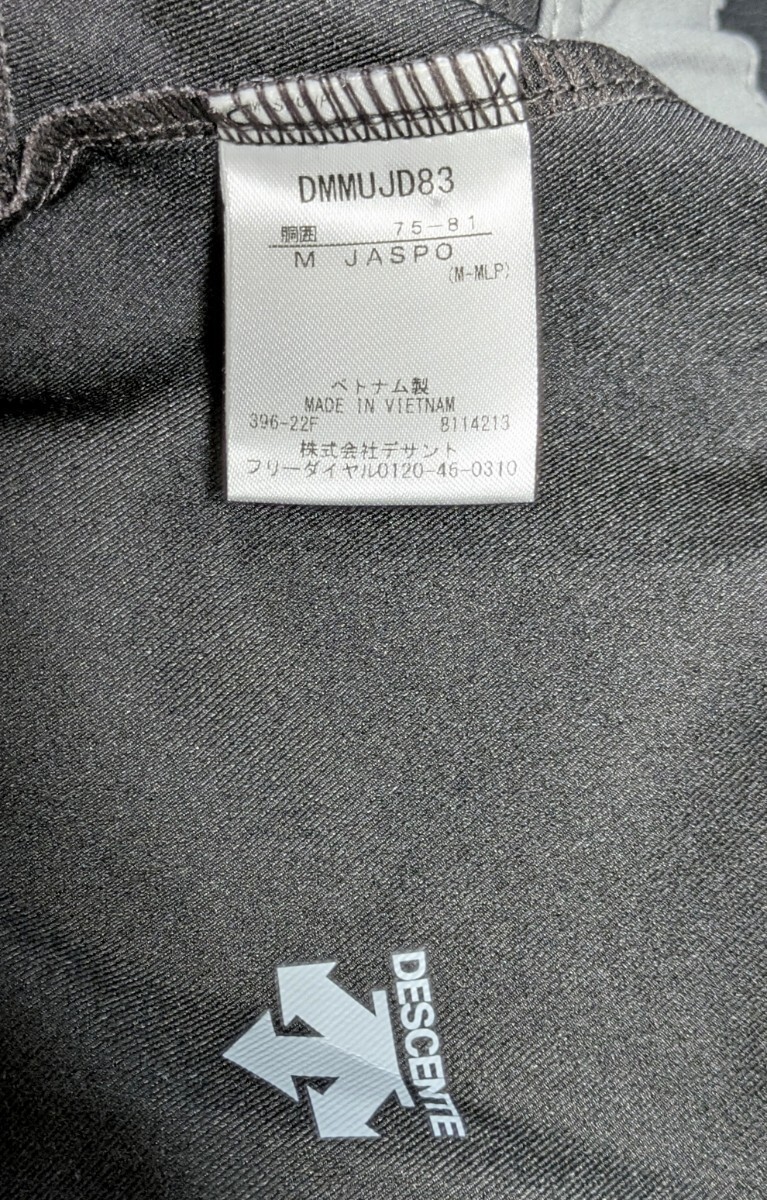 DMMUJD83
胴囲 75-81
M JASPO
(M-MLP)
ベトナム製
MADE IN VIETNAM
396-22F 8114213
株式会社デサント
フリーダイヤル0120-46-0310
DESCENTE